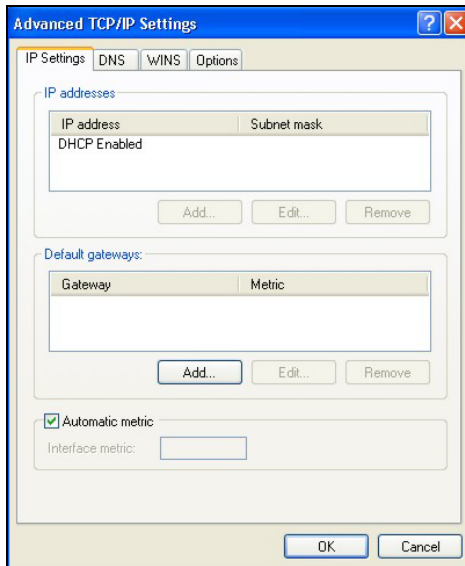 Advanced TCP/IP Settings
IP Settings DNS WINS Options
IP addresses
IP address Subnet mask
DHCP Enabled
Add... Edit... Remove
Default gateways:
Gateway Metric
Add... Edit... Remove
Automatic metric
Interface metric:
OK Cancel